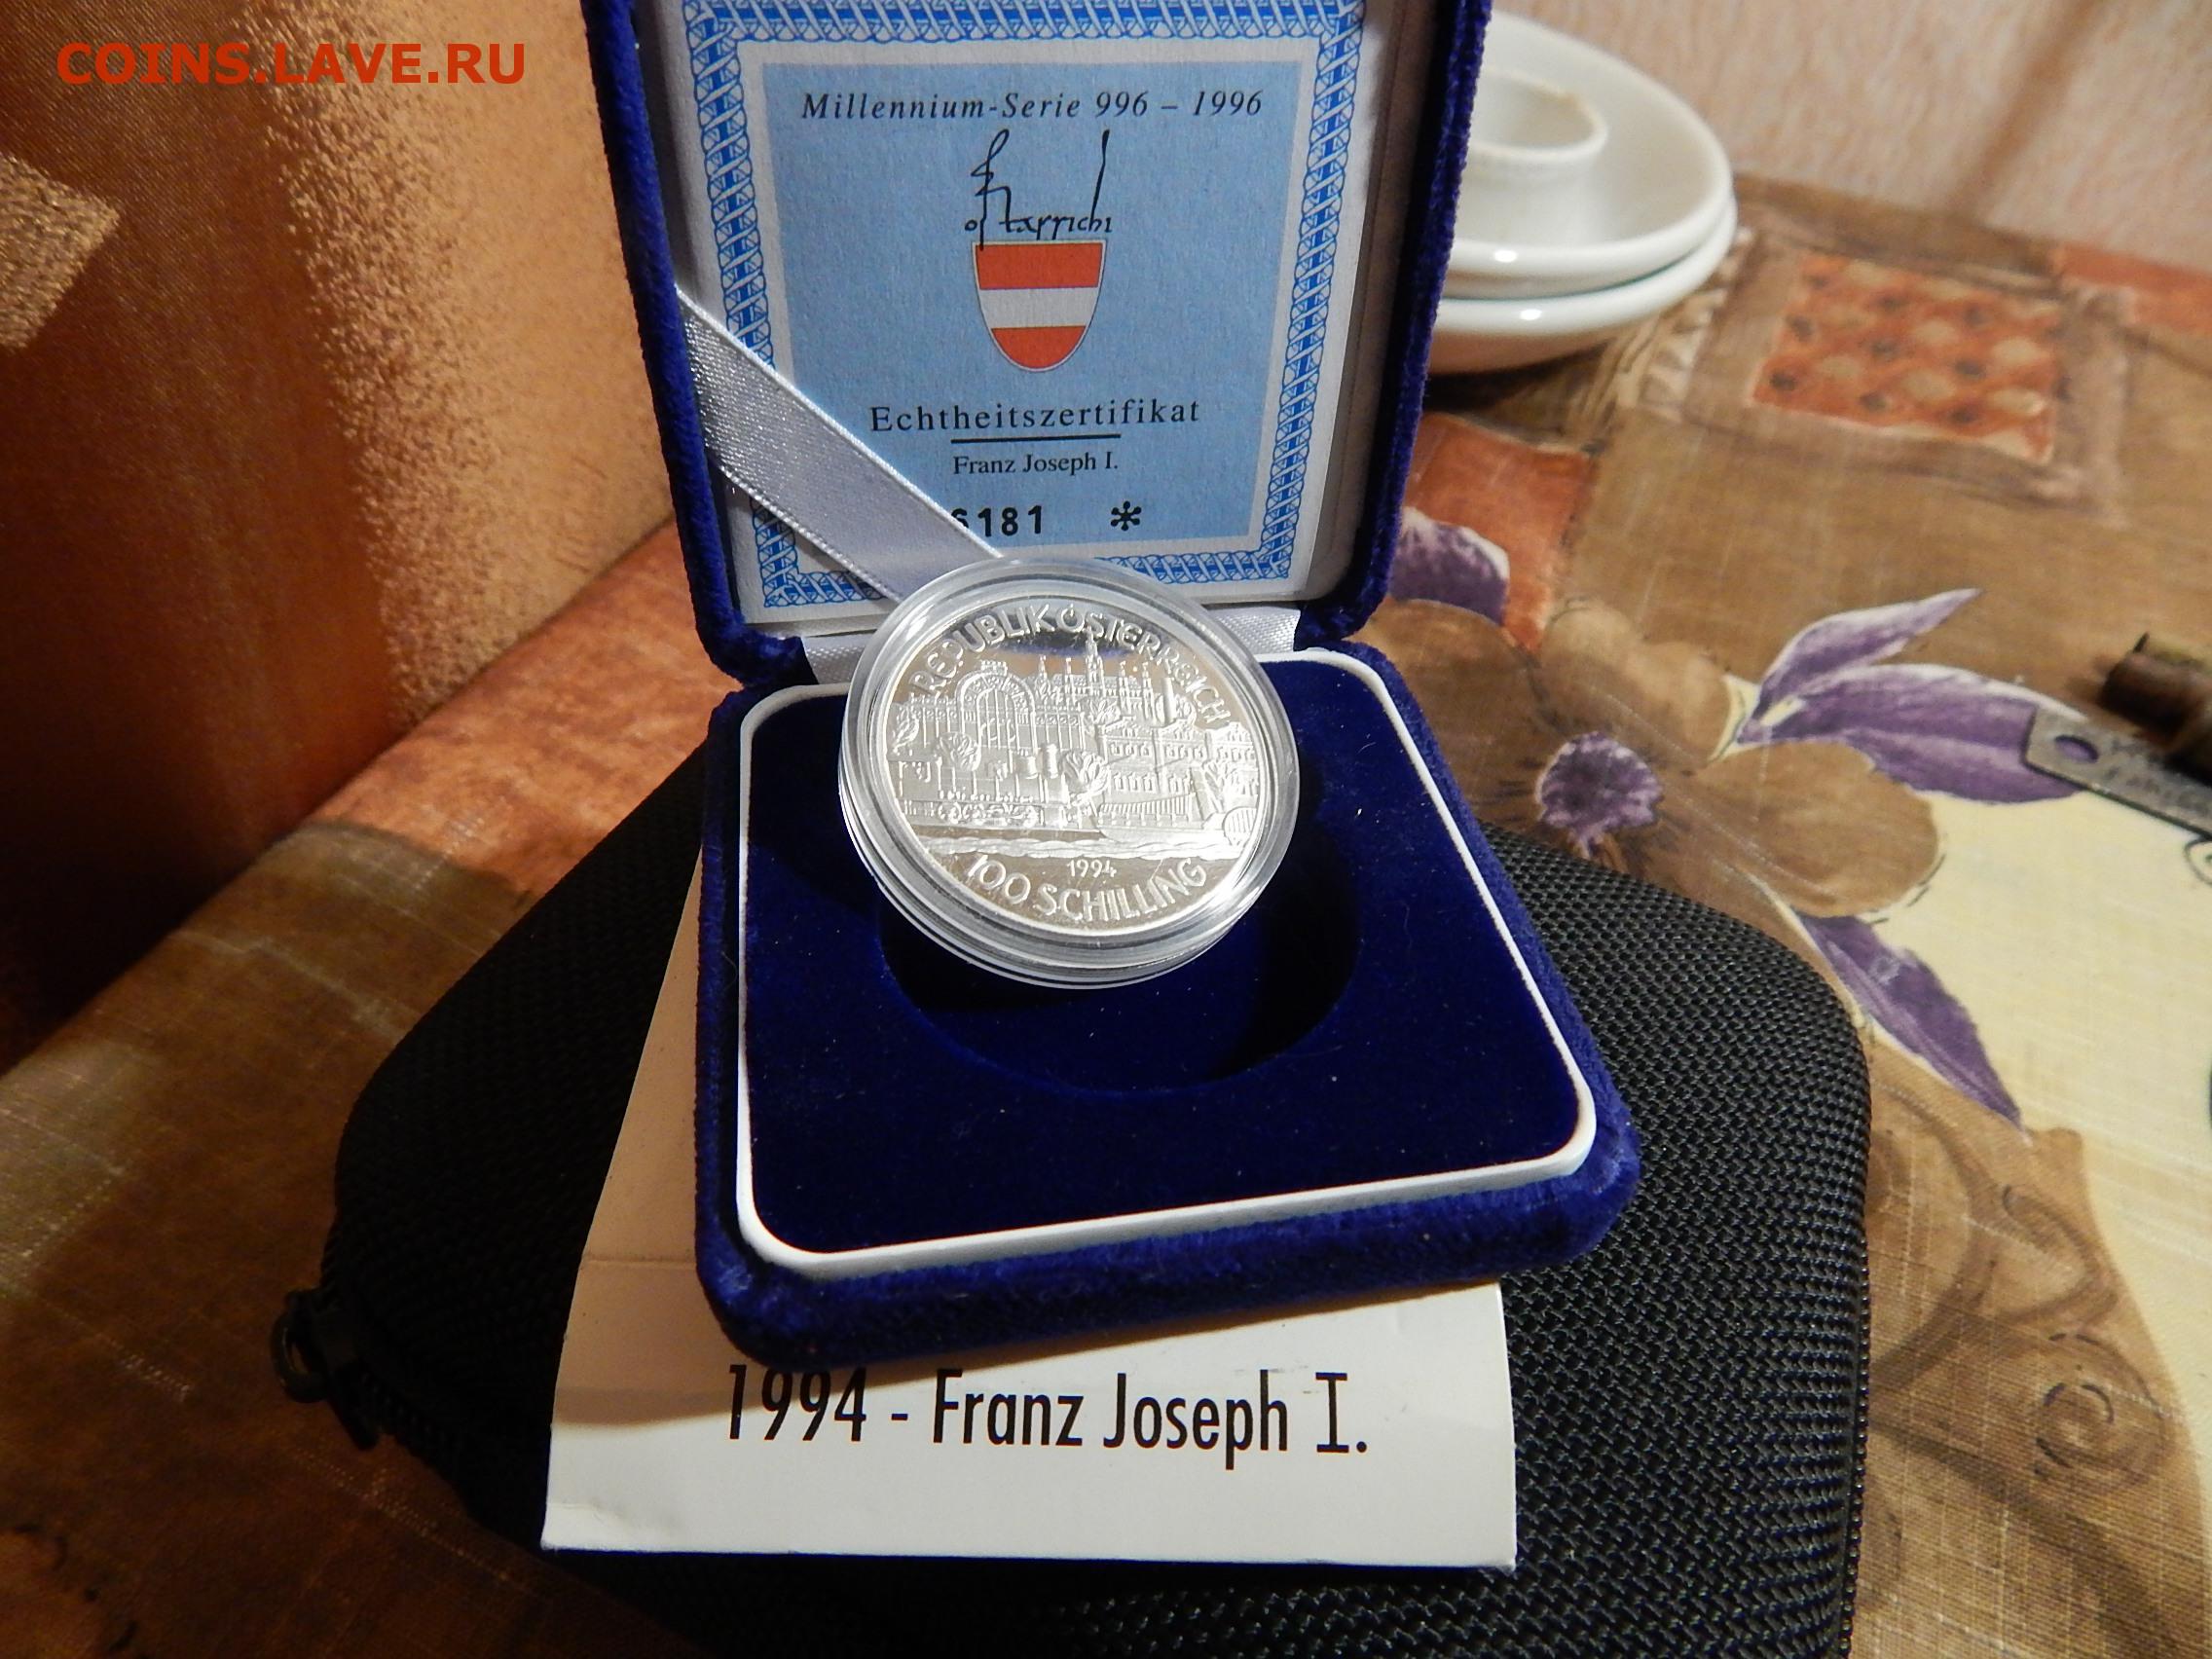 COINS.LAVE.RU
Millennium-Serie 996 – 1996
ostarrichi
Echtheitszertifikat
Franz Joseph I.
6181 *
REPUBLIK ÖSTERREICH
1994
100 SCHILLING
1994 - Franz Joseph I.